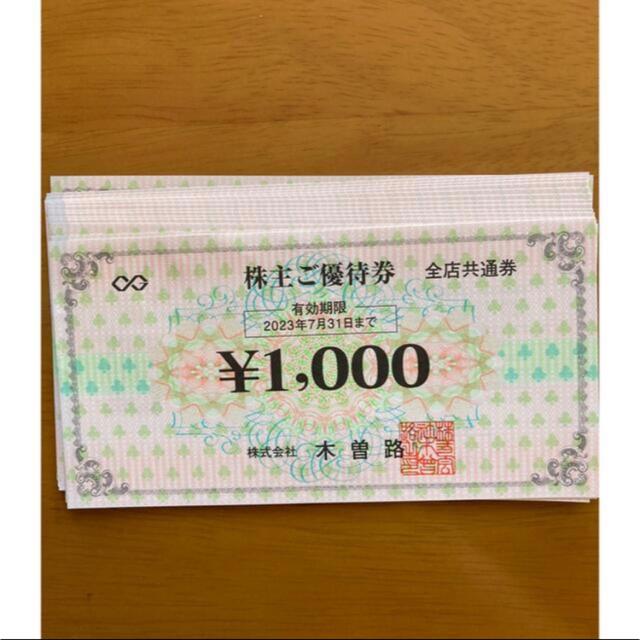 株主ご優待券 全店共通券
有効期限
2023年7月31日まで
¥1,000
株式会社 木曽路